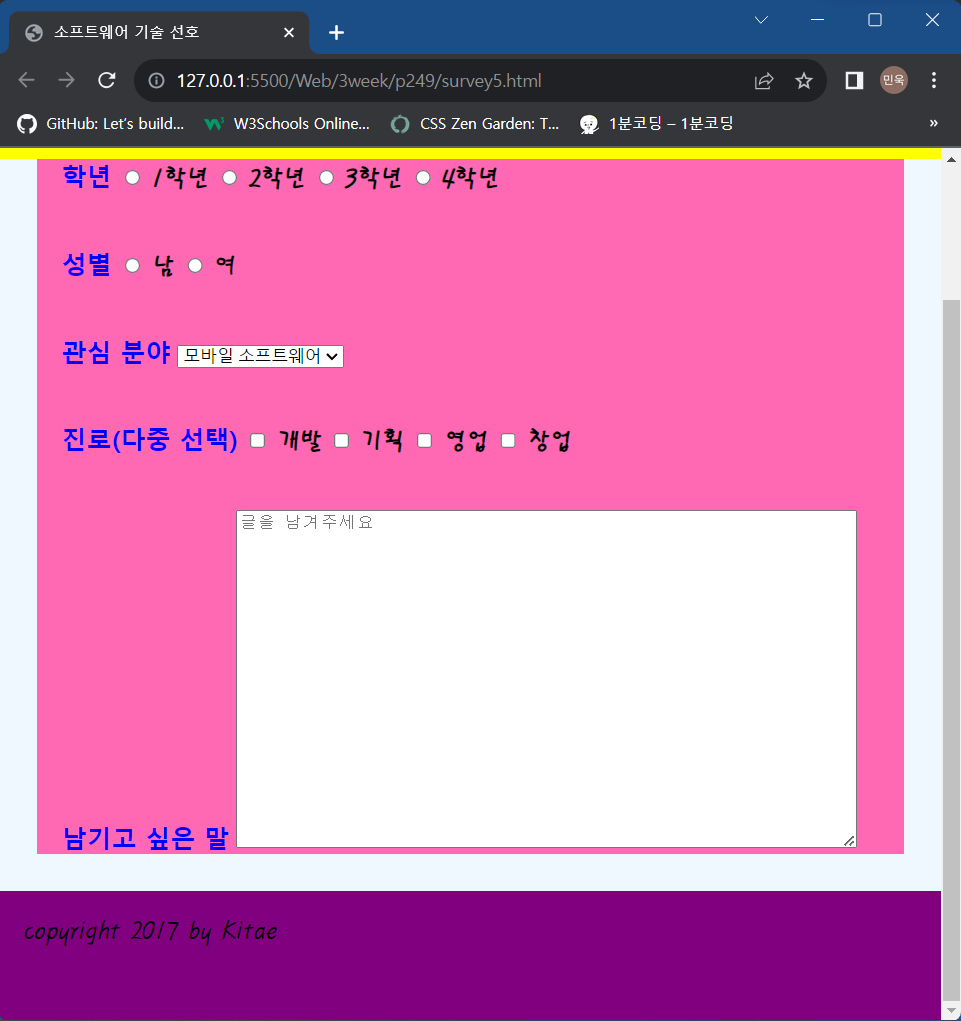 소프트웨어 기술 선호
127.0.0.1:5500/Web/3week/p249/survey5.html
민욱
GitHub: Let's build... W3Schools Online... CSS Zen Garden: T... 1분코딩 – 1분코딩 »
학년 1학년 2학년 3학년 4학년
성별 남 여
관심 분야 모바일 소프트웨어
진로(다중 선택) 개발 기획 영업 창업
글을 남겨주세요
남기고 싶은 말
copyright 2017 by Kitae